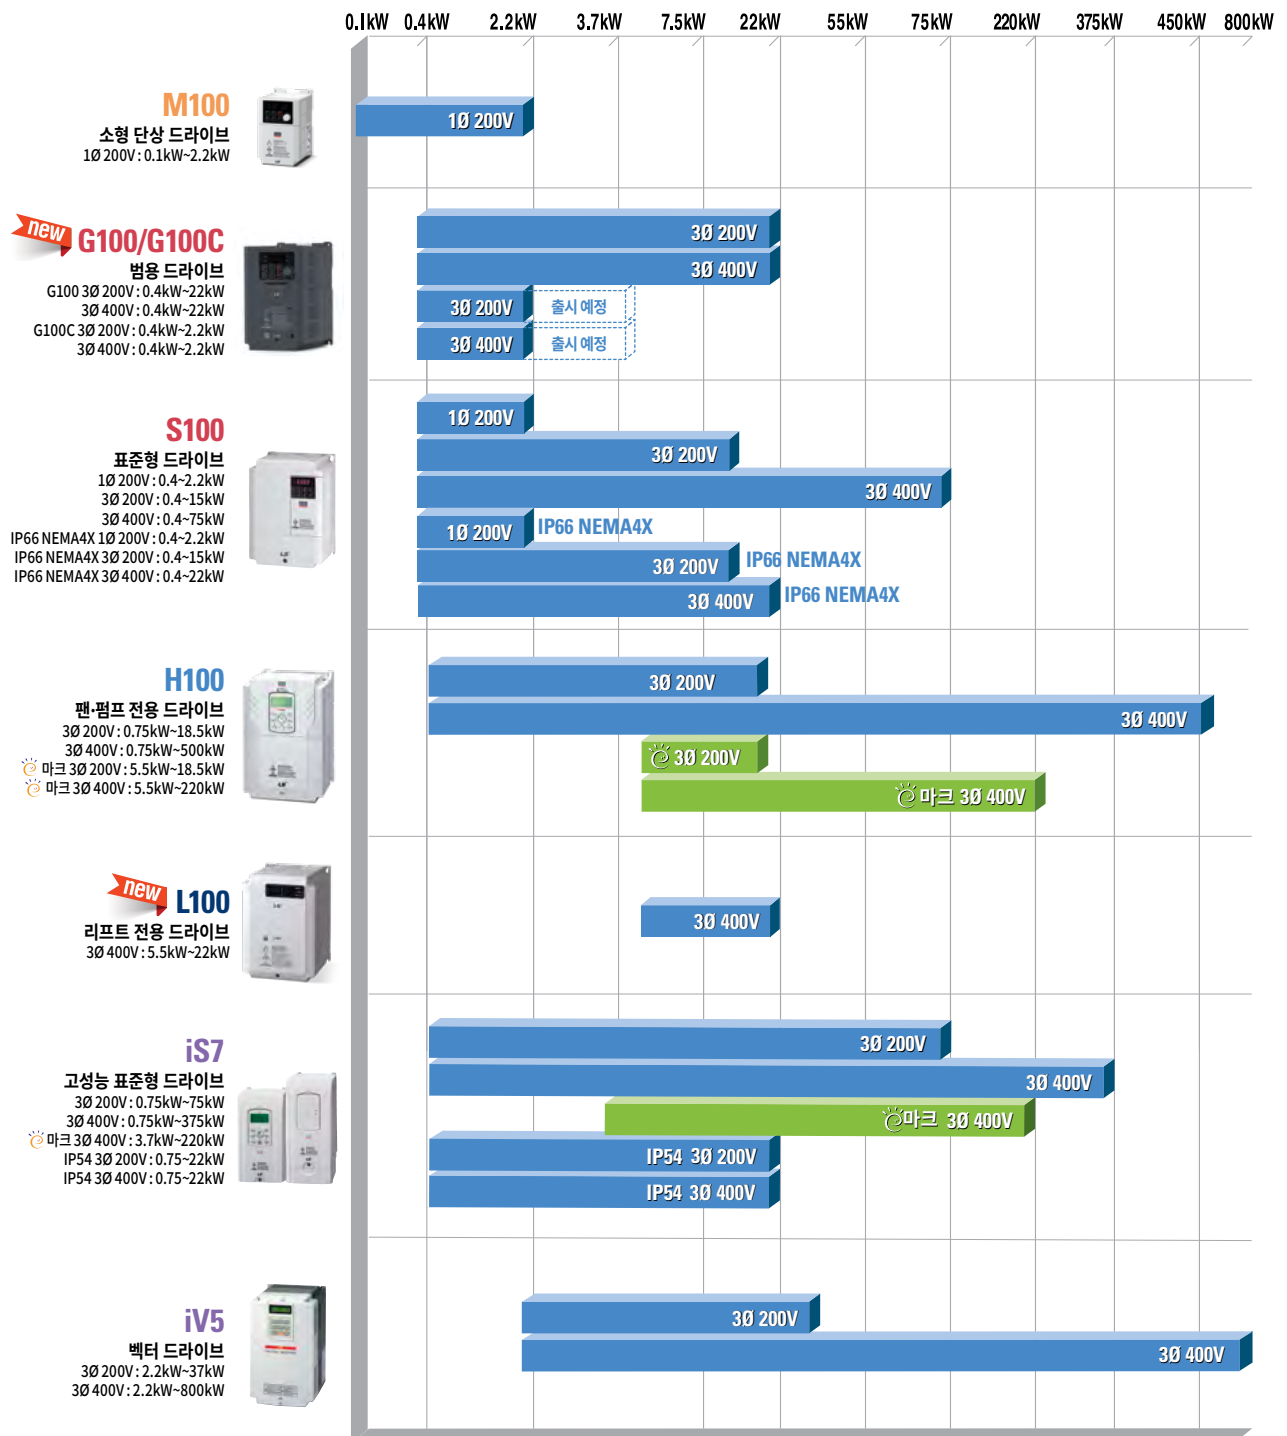 0.1kW 0.4kW 2.2kW 3.7kW 7.5kW 22kW 55kW 75kW 220kW 375kW 450kW 800kW
M100
소형 단상 드라이브
1Ø 200V : 0.1kW~2.2kW
1Ø 200V
new
G100/G100C
범용 드라이브
G100 3Ø 200V : 0.4kW~22kW
3Ø 400V : 0.4kW~22kW
G100C 3Ø 200V : 0.4kW~2.2kW
3Ø 400V : 0.4kW~2.2kW
3Ø 200V
3Ø 400V
3Ø 200V 출시 예정
3Ø 400V 출시 예정
S100
표준형 드라이브
1Ø 200V : 0.4~2.2kW
3Ø 200V : 0.4~15kW
3Ø 400V : 0.4~75kW
IP66 NEMA4X 1Ø 200V : 0.4~2.2kW
IP66 NEMA4X 3Ø 200V : 0.4~15kW
IP66 NEMA4X 3Ø 400V : 0.4~22kW
1Ø 200V
3Ø 200V
3Ø 400V
1Ø 200V IP66 NEMA4X
3Ø 200V IP66 NEMA4X
3Ø 400V IP66 NEMA4X
H100
팬·펌프 전용 드라이브
3Ø 200V : 0.75kW~18.5kW
3Ø 400V : 0.75kW~500kW
e 마크 3Ø 200V : 5.5kW~18.5kW
e 마크 3Ø 400V : 5.5kW~220kW
3Ø 200V
3Ø 400V
e 3Ø 200V
e 마크 3Ø 400V
new
L100
리프트 전용 드라이브
3Ø 400V : 5.5kW~22kW
3Ø 400V
iS7
고성능 표준형 드라이브
3Ø 200V : 0.75kW~75kW
3Ø 400V : 0.75kW~375kW
e 마크 3Ø 400V : 3.7kW~220kW
IP54 3Ø 200V : 0.75~22kW
IP54 3Ø 400V : 0.75~22kW
3Ø 200V
3Ø 400V
e 마크 3Ø 400V
IP54 3Ø 200V
IP54 3Ø 400V
iV5
벡터 드라이브
3Ø 200V : 2.2kW~37kW
3Ø 400V : 2.2kW~800kW
3Ø 200V
3Ø 400V